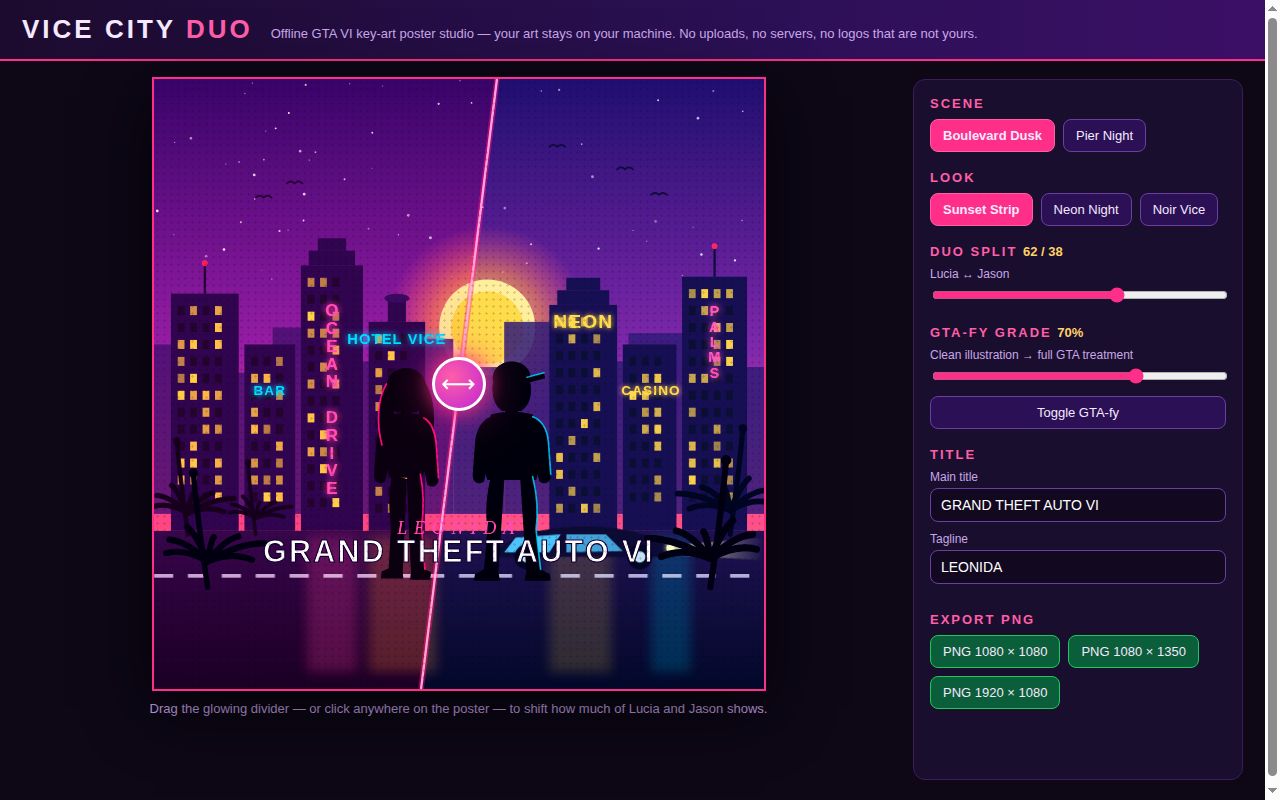 VICE CITY DUO
Offline GTA VI key-art poster studio — your art stays on your machine. No uploads, no servers, no logos that are not yours.
OCEAN DRIVE
HOTEL VICE
BAR
NEON
PALMS
CASINO
LEONIDA
GRAND THEFT AUTO VI
Drag the glowing divider — or click anywhere on the poster — to shift how much of Lucia and Jason shows.
SCENE
Boulevard Dusk
Pier Night
LOOK
Sunset Strip
Neon Night
Noir Vice
DUO SPLIT 62 / 38
Lucia ↔ Jason
GTA-FY GRADE 70%
Clean illustration → full GTA treatment
Toggle GTA-fy
TITLE
Main title
GRAND THEFT AUTO VI
Tagline
LEONIDA
EXPORT PNG
PNG 1080 × 1080
PNG 1080 × 1350
PNG 1920 × 1080